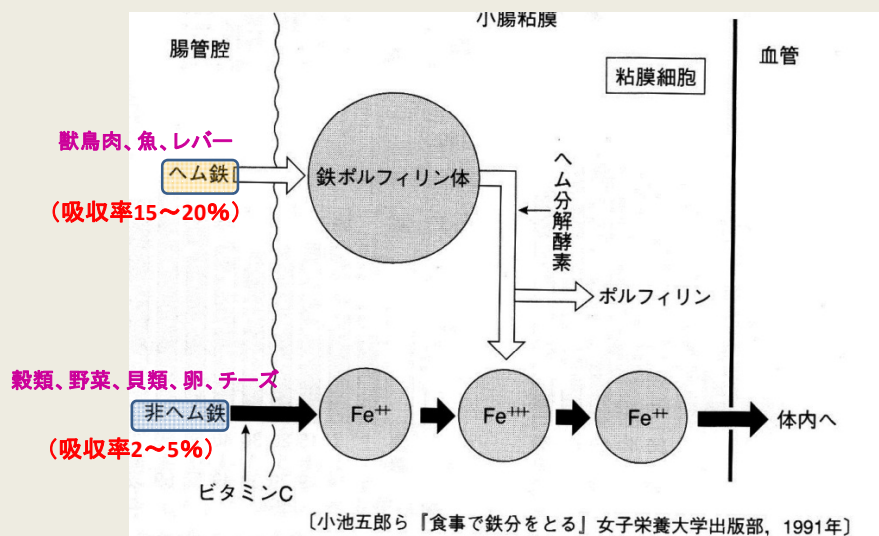 小腸粘膜
腸管腔
血管
粘膜細胞
獣鳥肉、魚、レバー
ヘム鉄
(吸収率15～20%)
鉄ポルフィリン体
ヘム分解酵素
ポルフィリン
穀類、野菜、貝類、卵、チーズ
非ヘム鉄
(吸収率2～5%)
Fe⁺⁺
Fe⁺⁺⁺
Fe⁺⁺
体内へ
ビタミンC
〔小池五郎ら『食事で鉄分をとる』女子栄養大学出版部，1991年〕